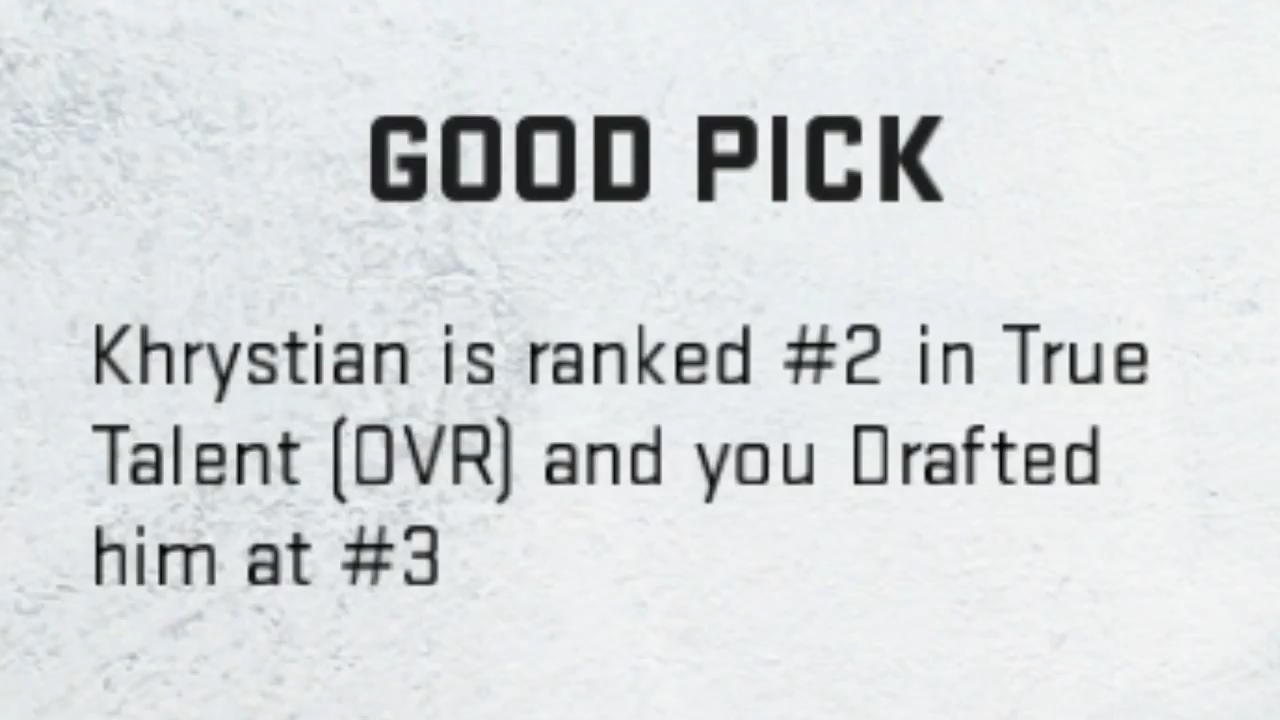 GOOD PICK
Khrystian is ranked #2 in True
Talent (OVR) and you Drafted
him at #3